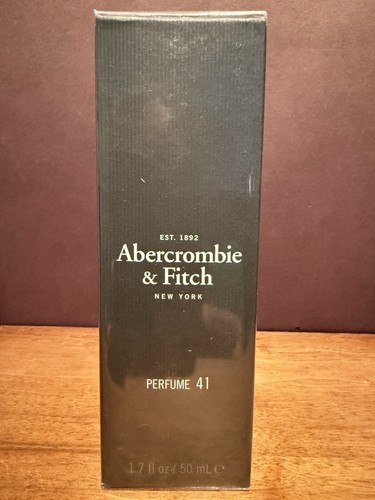 EST. 1892
Abercrombie
& Fitch
NEW YORK
PERFUME 41
1.7 fl oz / 50 mL ℮